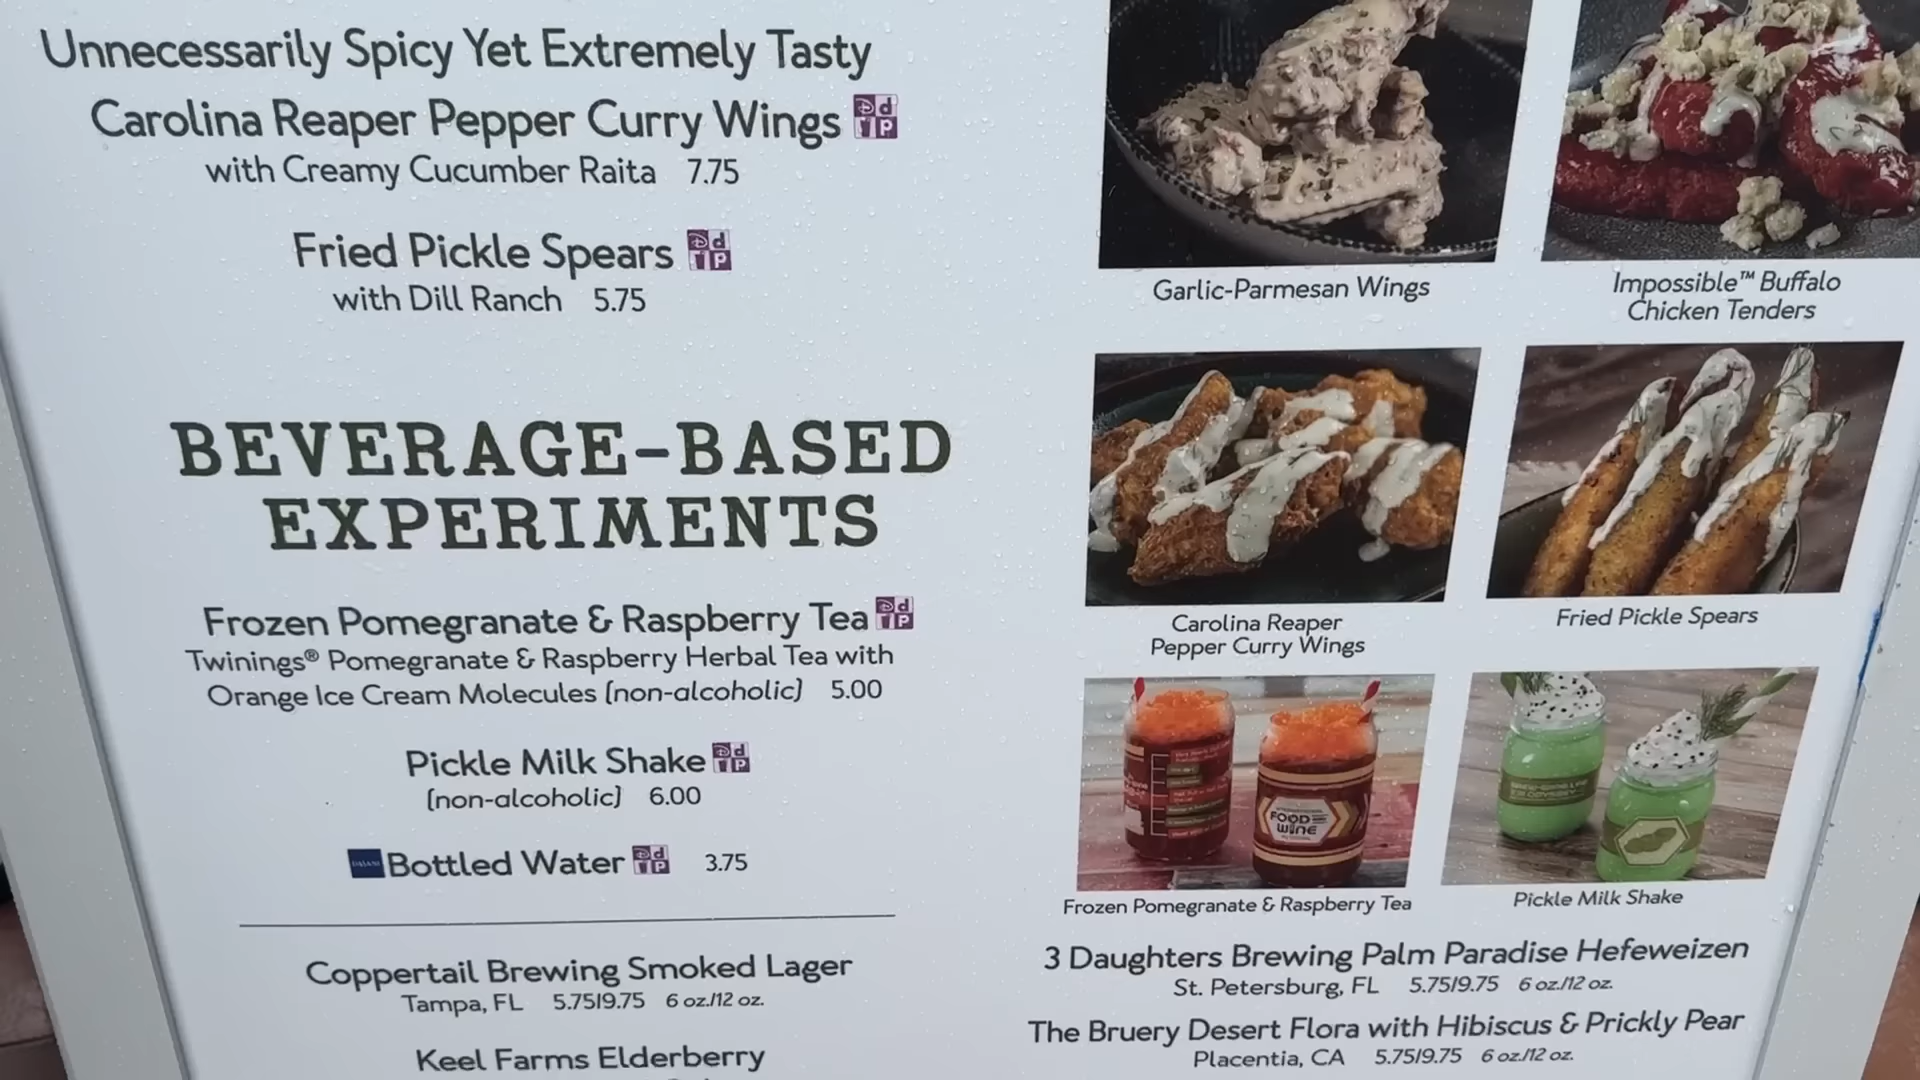 Unnecessarily Spicy Yet Extremely Tasty
Carolina Reaper Pepper Curry Wings
with Creamy Cucumber Raita 7.75
Fried Pickle Spears
with Dill Ranch 5.75
BEVERAGE-BASED
EXPERIMENTS
Frozen Pomegranate & Raspberry Tea
Twinings® Pomegranate & Raspberry Herbal Tea with
Orange Ice Cream Molecules (non-alcoholic) 5.00
Pickle Milk Shake
(non-alcoholic) 6.00
Bottled Water 3.75
Coppertail Brewing Smoked Lager
Tampa, FL 5.75/9.75 6 oz./12 oz.
Keel Farms Elderberry
Garlic-Parmesan Wings
Impossible™ Buffalo
Chicken Tenders
Carolina Reaper
Pepper Curry Wings
Fried Pickle Spears
FOOD
WINE
Frozen Pomegranate & Raspberry Tea
Pickle Milk Shake
3 Daughters Brewing Palm Paradise Hefeweizen
St. Petersburg, FL 5.75/9.75 6 oz./12 oz.
The Bruery Desert Flora with Hibiscus & Prickly Pear
Placentia, CA 5.75/9.75 6 oz./12 oz.